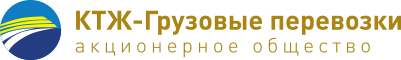 КТЖ-Грузовые перевозки
акционерное общество